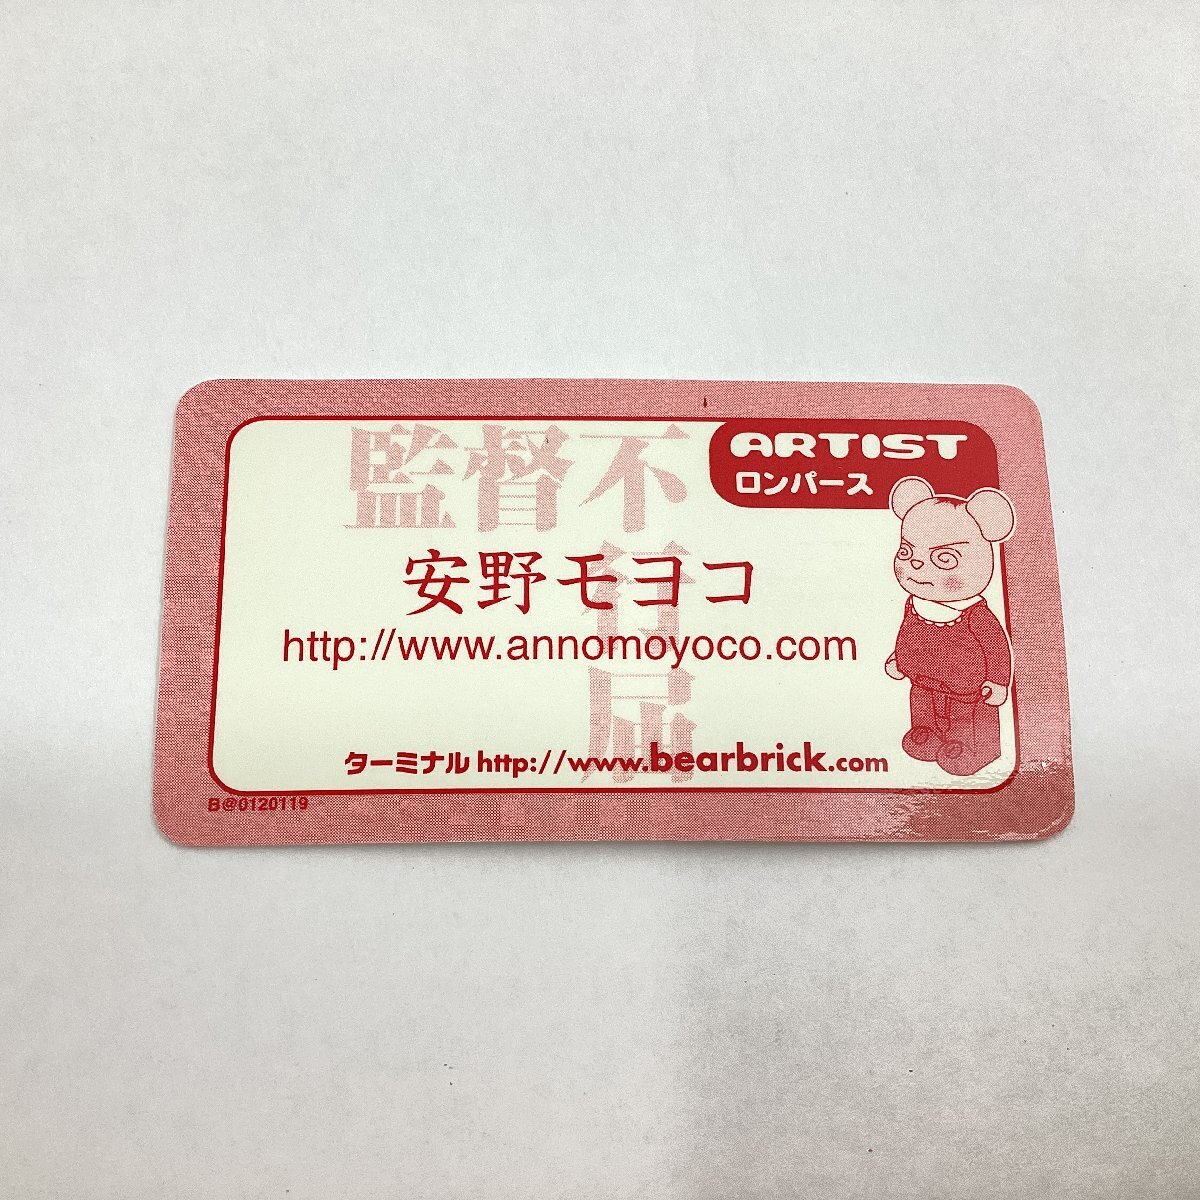 ARTIST
ロンパース
監督不
行
届
安野モヨコ
http://www.annomoyoco.com
ターミナル http://www.bearbrick.com
B@0120119